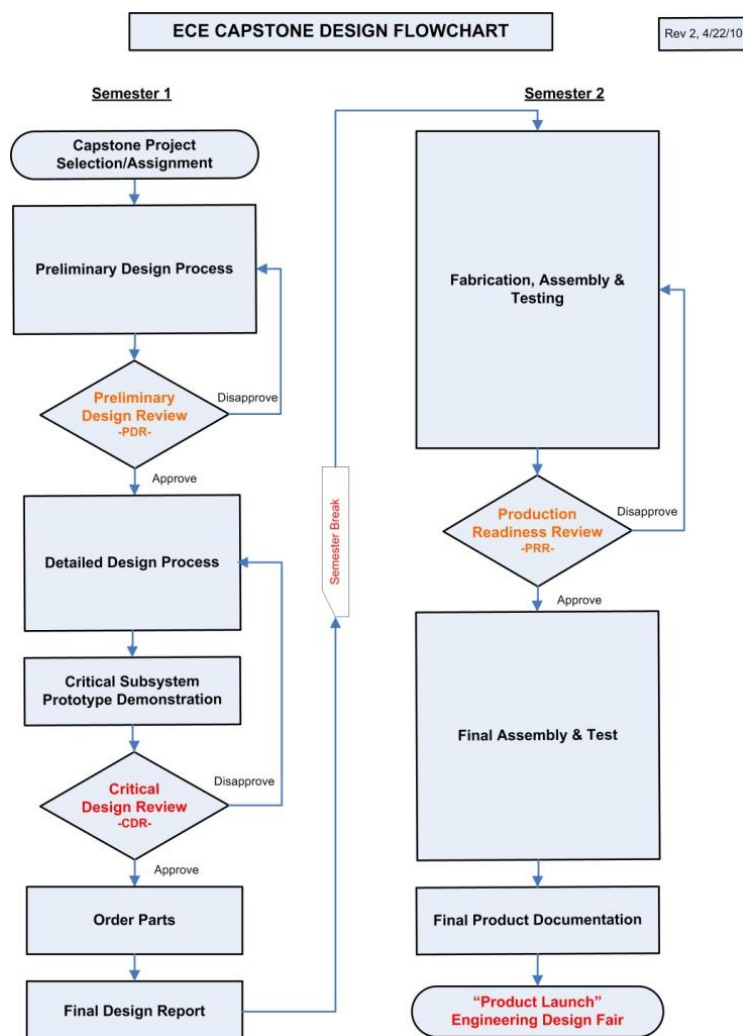 ECE CAPSTONE DESIGN FLOWCHART
Rev 2, 4/22/10
Semester 1
Capstone Project
Selection/Assignment
Preliminary Design Process
Preliminary
Design Review
-PDR-
Disapprove
Approve
Detailed Design Process
Critical Subsystem
Prototype Demonstration
Critical
Design Review
-CDR-
Disapprove
Approve
Order Parts
Final Design Report
Semester Break
Semester 2
Fabrication, Assembly &
Testing
Production
Readiness Review
-PRR-
Disapprove
Approve
Final Assembly & Test
Final Product Documentation
“Product Launch”
Engineering Design Fair